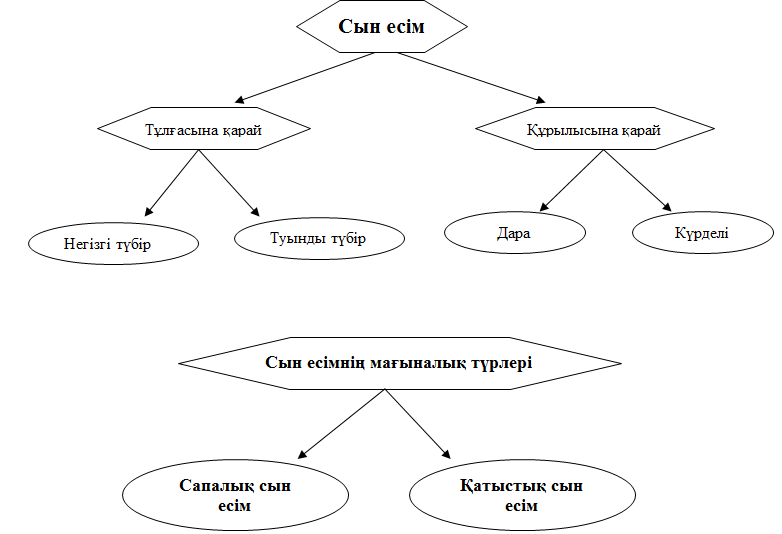 Сын есім
Тұлғасына қарай
Құрылысына қарай
Негізгі түбір
Туынды түбір
Дара
Күрделі
Сын есімнің мағыналық түрлері
Сапалық сын
есім
Қатыстық сын
есім